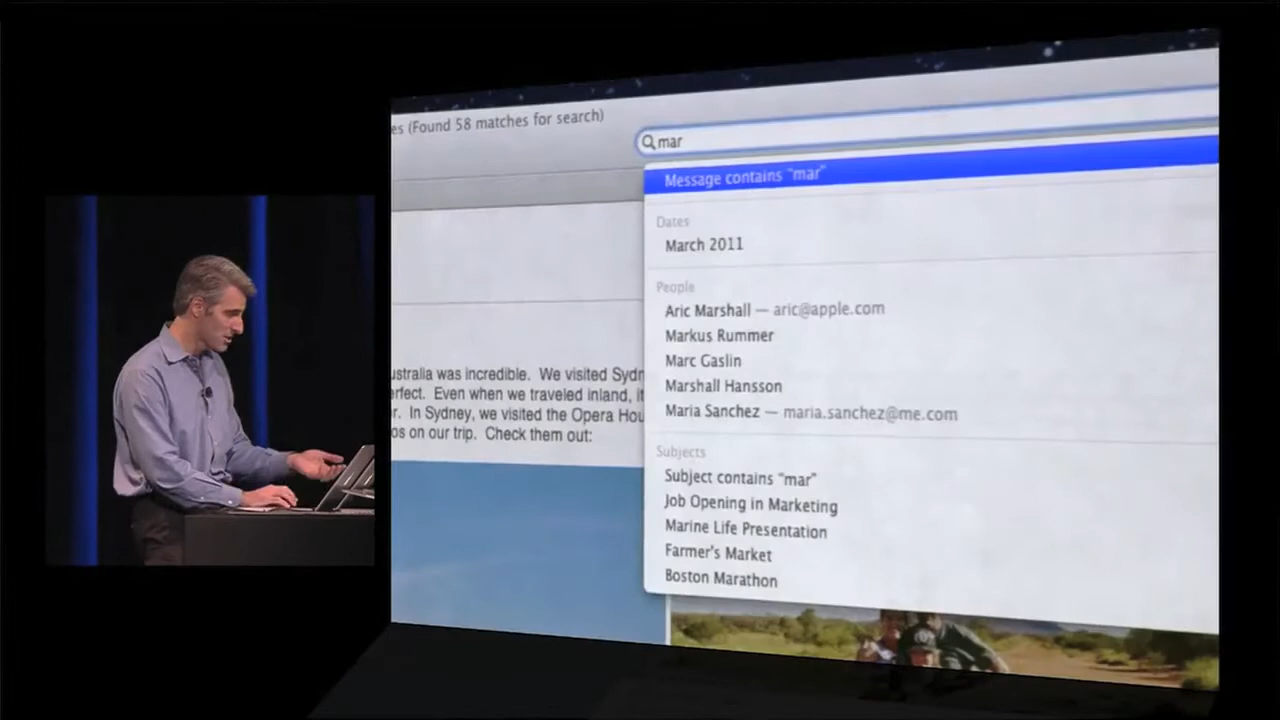 es (Found 58 matches for search)
mar
Message contains "mar"
Dates
March 2011
People
Aric Marshall — aric@apple.com
Markus Rummer
Marc Gaslin
Marshall Hansson
Maria Sanchez — maria.sanchez@me.com
Subjects
Subject contains "mar"
Job Opening in Marketing
Marine Life Presentation
Farmer's Market
Boston Marathon
ustralia was incredible. We visited Sydn
erfect. Even when we traveled inland, it
r. In Sydney, we visited the Opera Hou
os on our trip. Check them out: